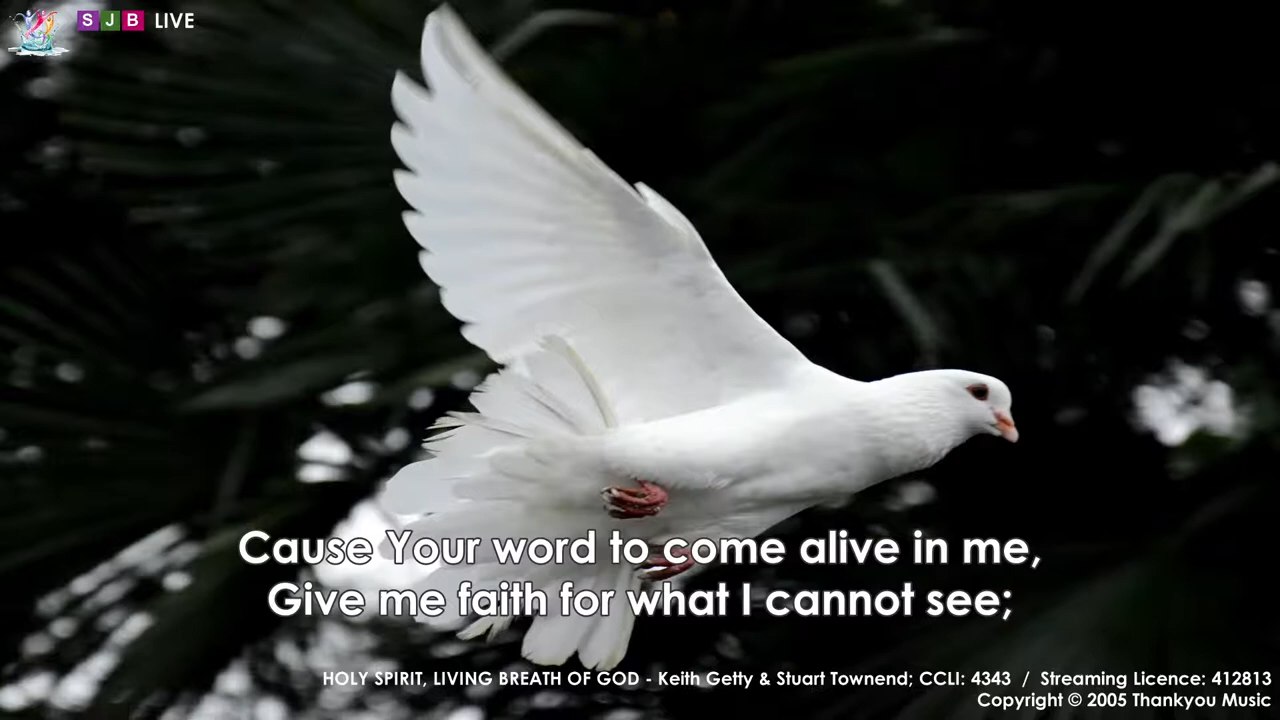 SJB LIVE
Cause Your word to come alive in me,
Give me faith for what I cannot see;
HOLY SPIRIT, LIVING BREATH OF GOD - Keith Getty & Stuart Townend; CCLI: 4343 / Streaming Licence: 412813
Copyright © 2005 Thankyou Music